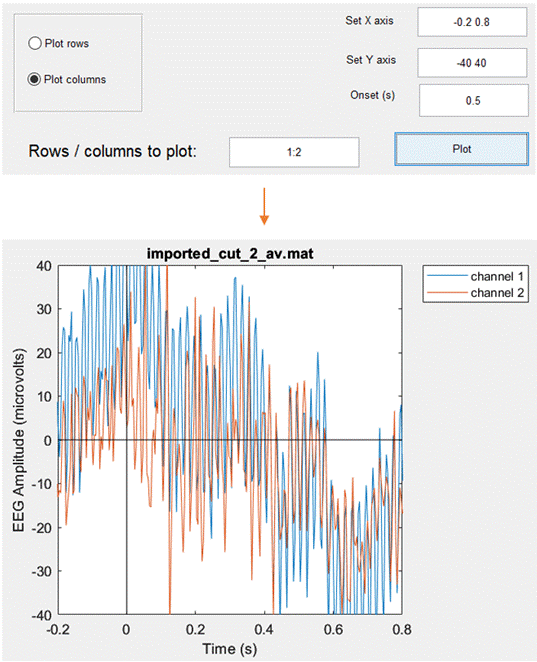 Set X axis
-0.2 0.8
Plot rows
Set Y axis
-40 40
Plot columns
Onset (s)
0.5
Rows / columns to plot:
1:2
Plot
imported_cut_2_av.mat
channel 1
channel 2
EEG Amplitude (microvolts)
40
30
20
10
0
-10
-20
-30
-40
-0.2
0
0.2
0.4
0.6
0.8
Time (s)